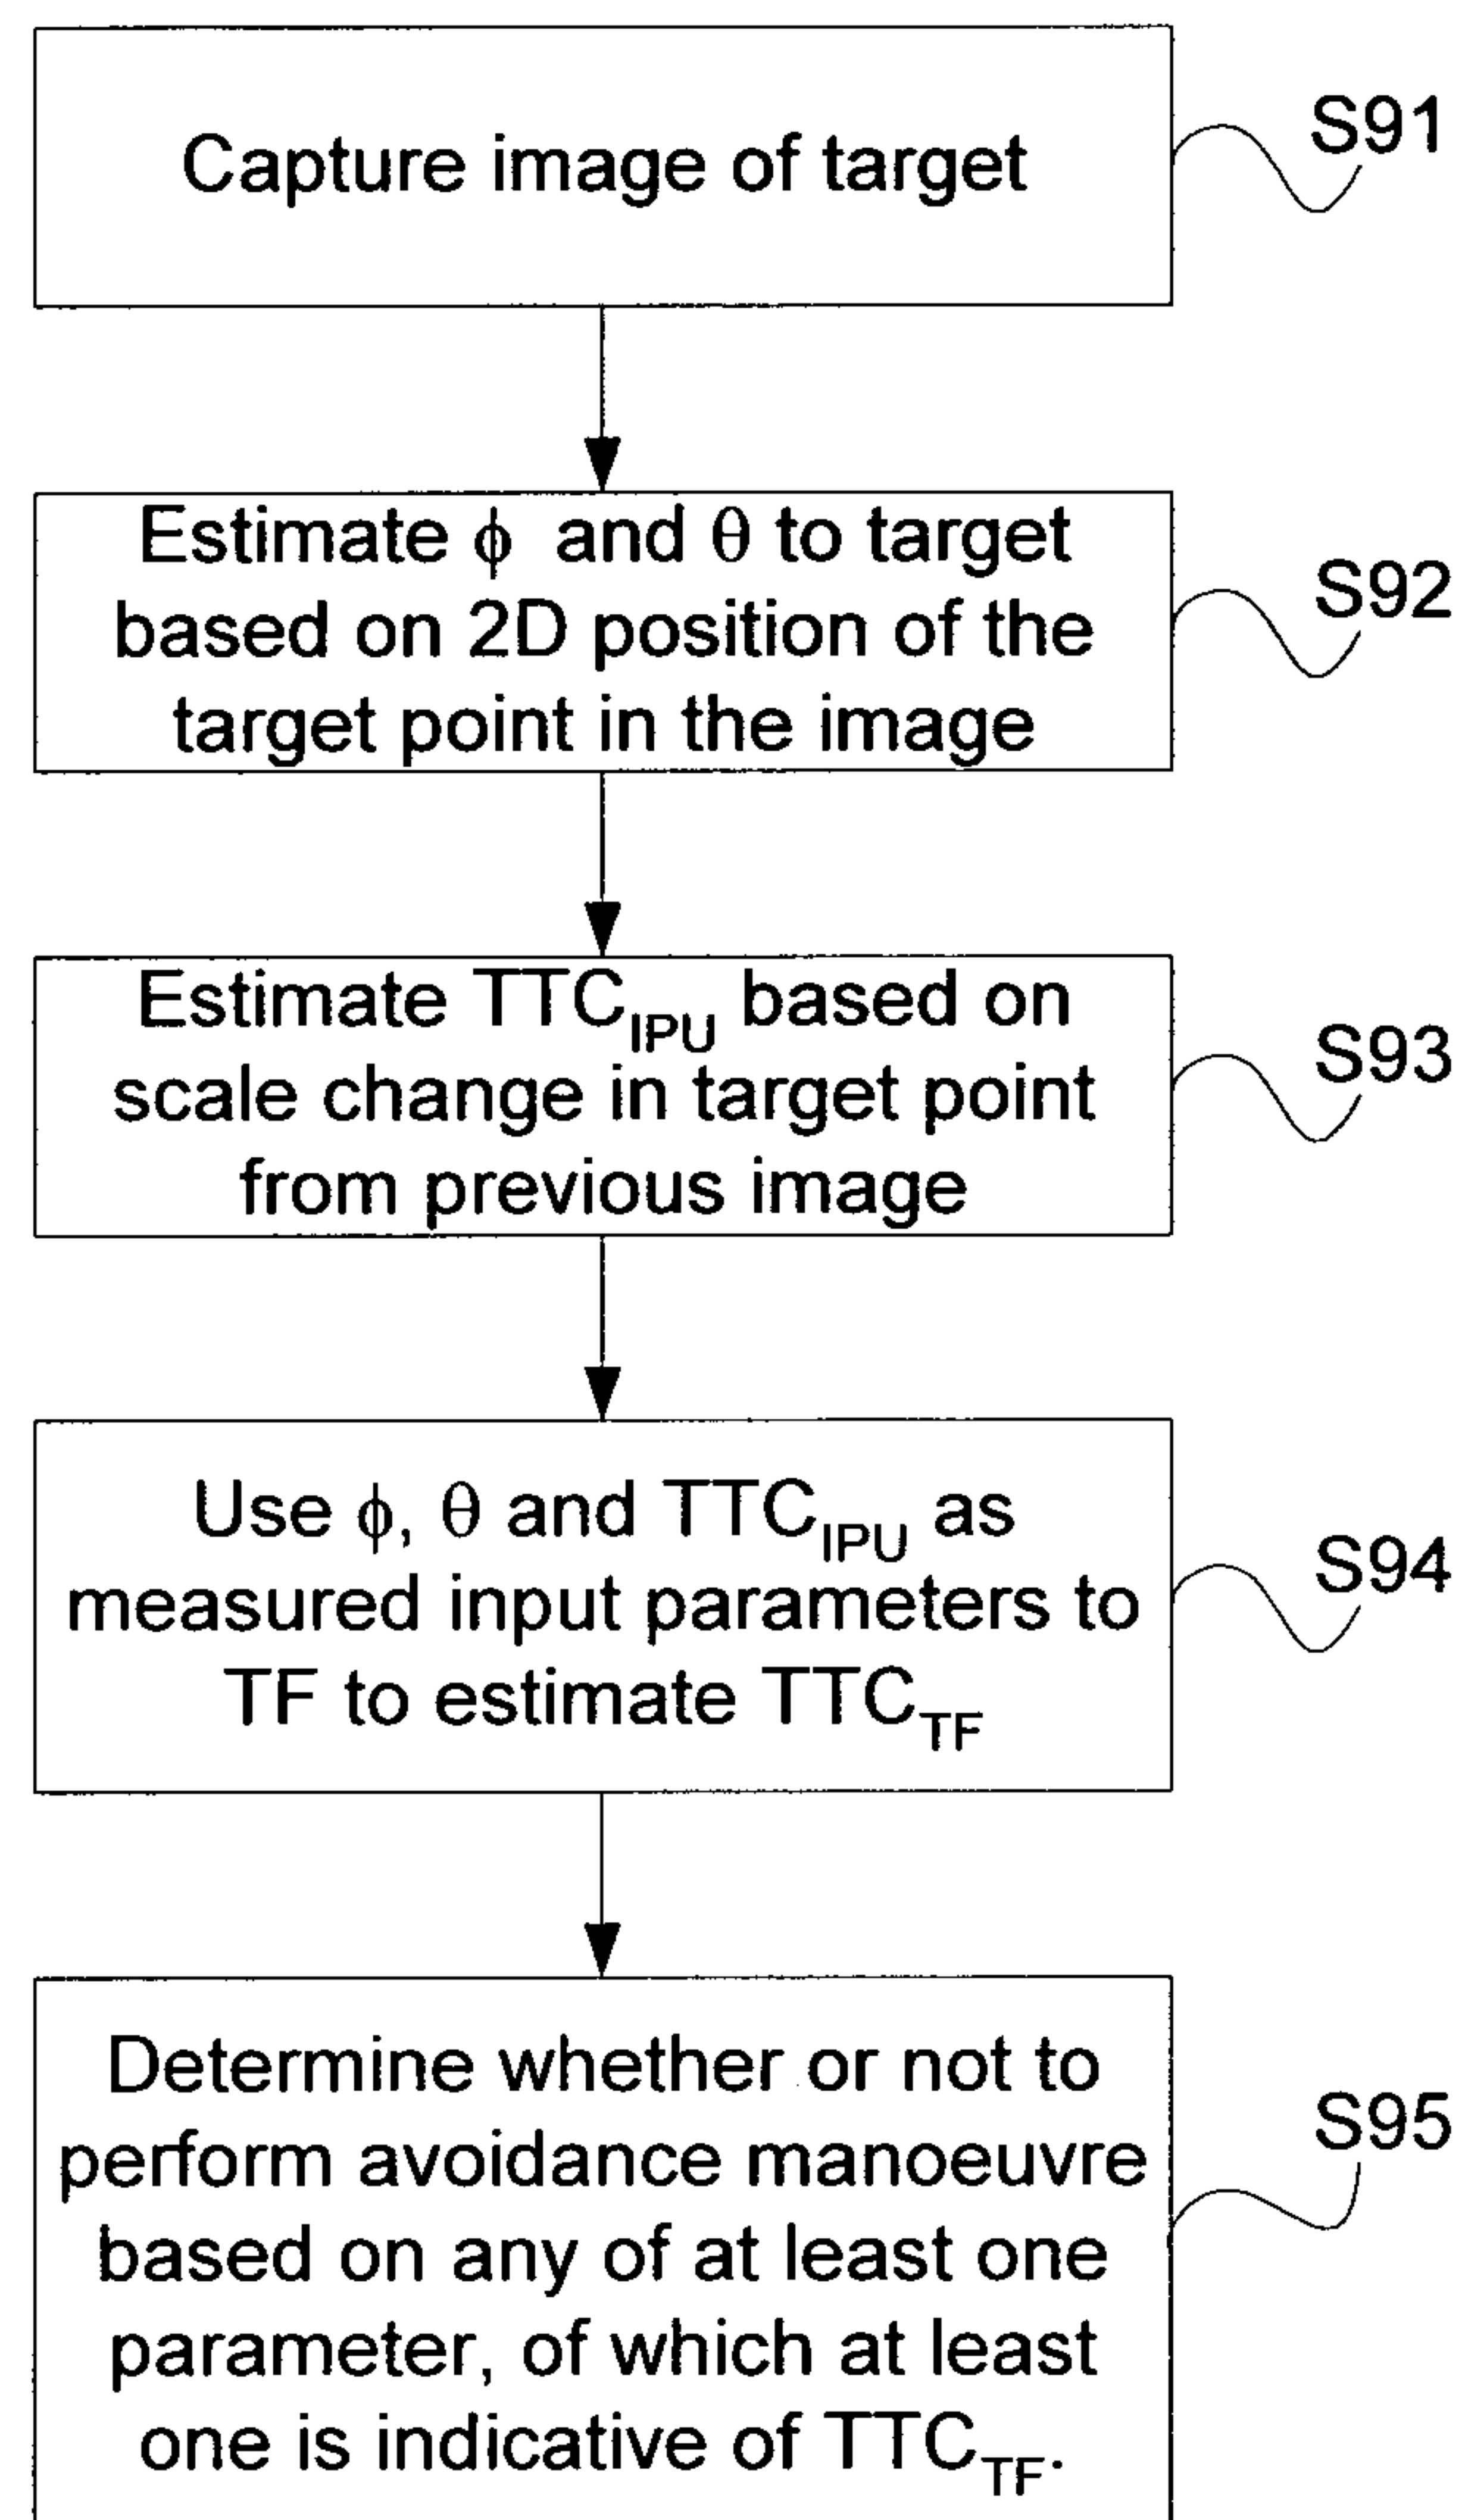 Capture image of target
S91
Estimate ϕ and θ to target
based on 2D position of the
target point in the image
S92
Estimate TTC_IPU based on
scale change in target point
from previous image
S93
Use ϕ, θ and TTC_IPU as
measured input parameters to
TF to estimate TTC_TF
S94
Determine whether or not to
perform avoidance manoeuvre
based on any of at least one
parameter, of which at least
one is indicative of TTC_TF.
S95